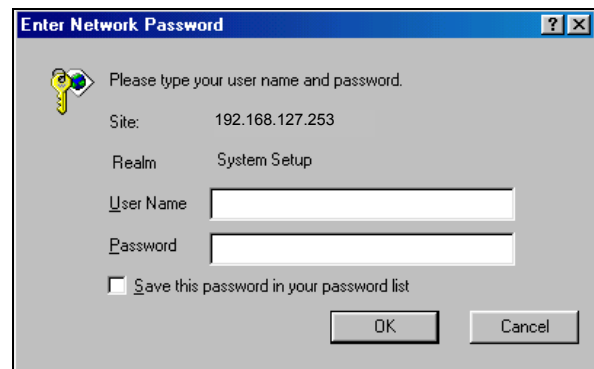 Enter Network Password
Please type your user name and password.
Site: 192.168.127.253
Realm System Setup
User Name
Password
Save this password in your password list
OK Cancel